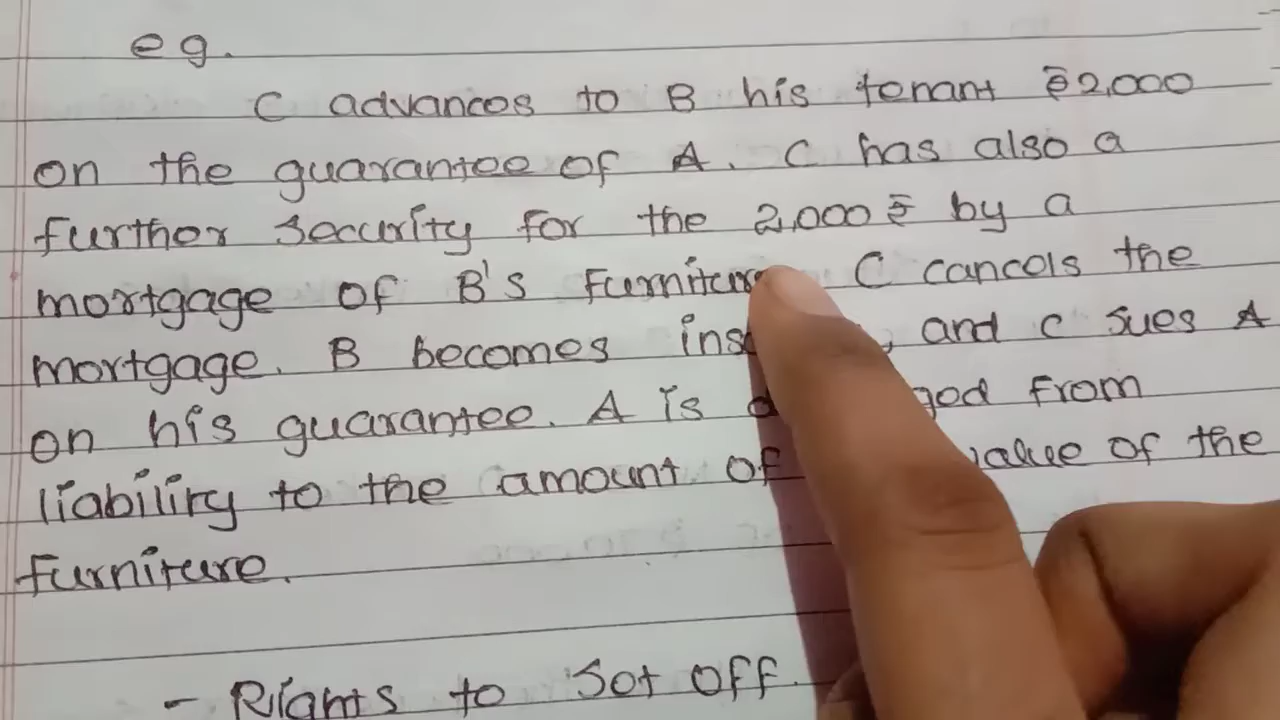 eg.
C advances to B his tenant ₹2,000
on the guarantee of A. C has also a
further security for the 2,000 ₹ by a
mortgage of B's Furniture C cancels the
mortgage. B becomes , and C sues A
on his guarantee. A is from
liability to the amount of value of the
furniture.
- Rights to Set OFF.